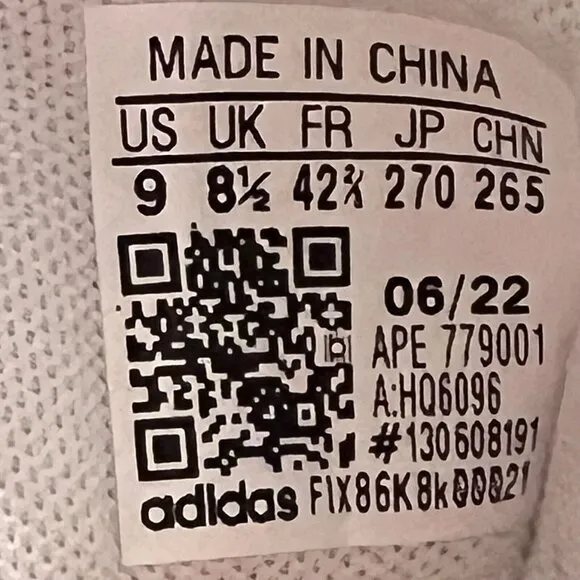 MADE IN CHINA
US UK FR JP CHN
9 8½ 42⅔ 270 265
06/22
APE 779001
A:HQ6096
#130608191
adidas